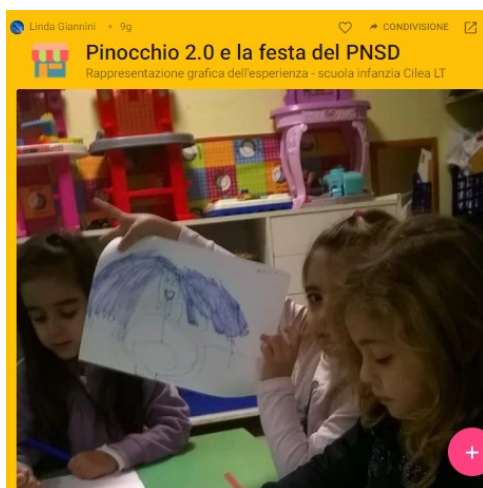 Linda Giannini • 9g CONDIVISIONE
Pinocchio 2.0 e la festa del PNSD
Rappresentazione grafica dell'esperienza - scuola infanzia Cilea LT